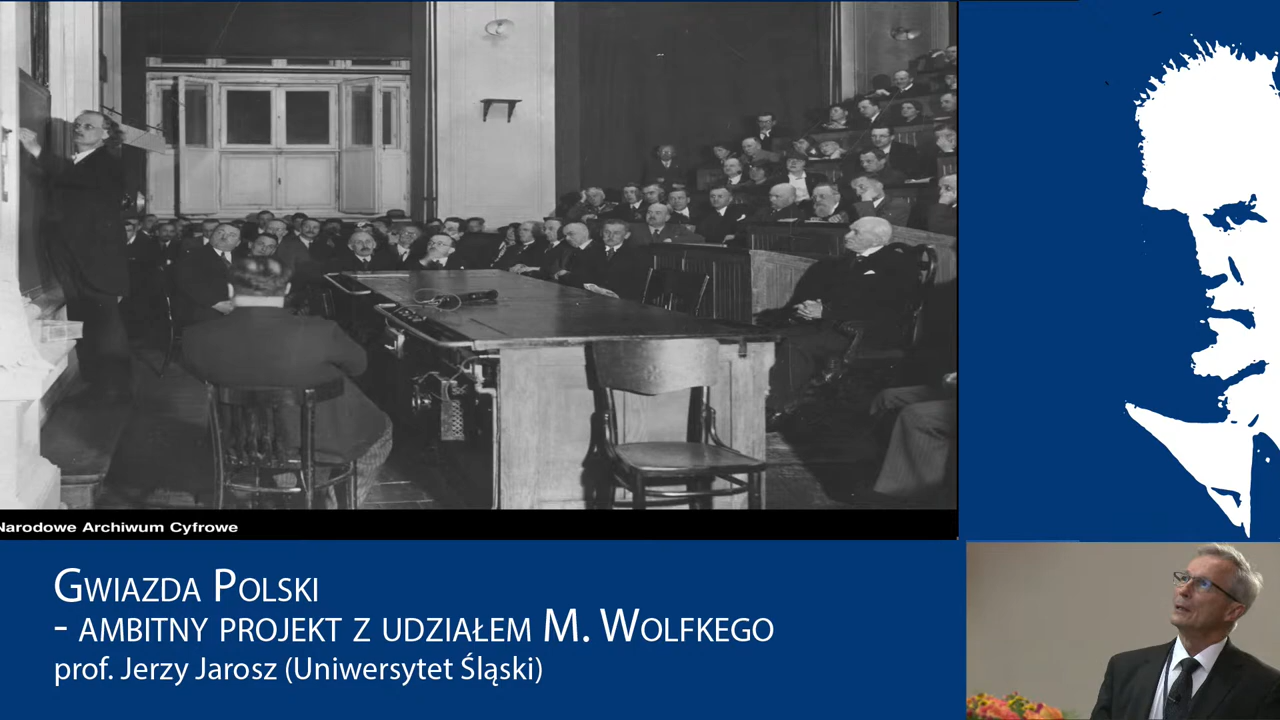 Narodowe Archiwum Cyfrowe
Gwiazda Polski
- ambitny projekt z udziałem M. Wolfkego
prof. Jerzy Jarosz (Uniwersytet Śląski)